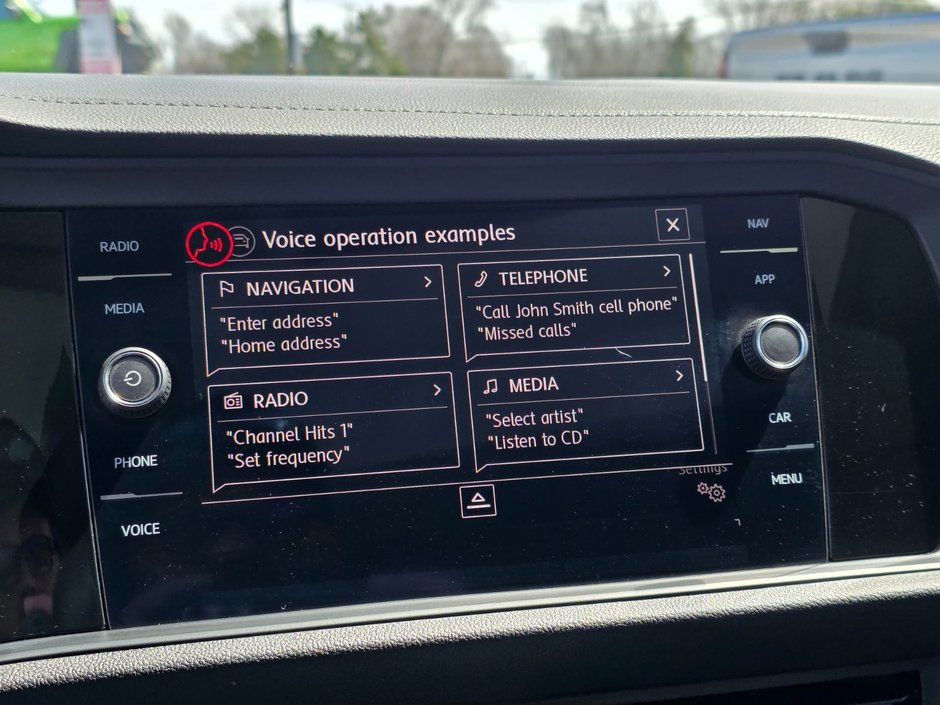 Voice operation examples
X
NAVIGATION
"Enter address"
"Home address"
TELEPHONE
"Call John Smith cell phone"
"Missed calls"
RADIO
"Channel Hits 1"
"Set frequency"
MEDIA
"Select artist"
"Listen to CD"
Settings
RADIO
MEDIA
PHONE
VOICE
NAV
APP
CAR
MENU